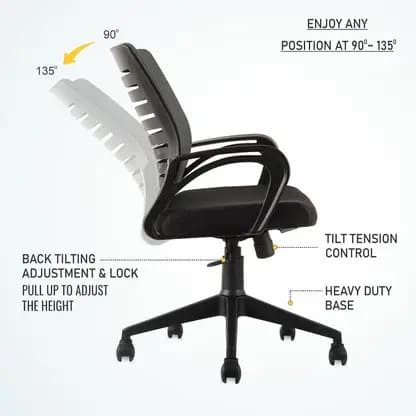 90°
135°
ENJOY ANY
POSITION AT 90°~ 135°
BACK TILTING
ADJUSTMENT & LOCK
PULL UP TO ADJUST
THE HEIGHT
TILT TENSION
CONTROL
HEAVY DUTY
BASE